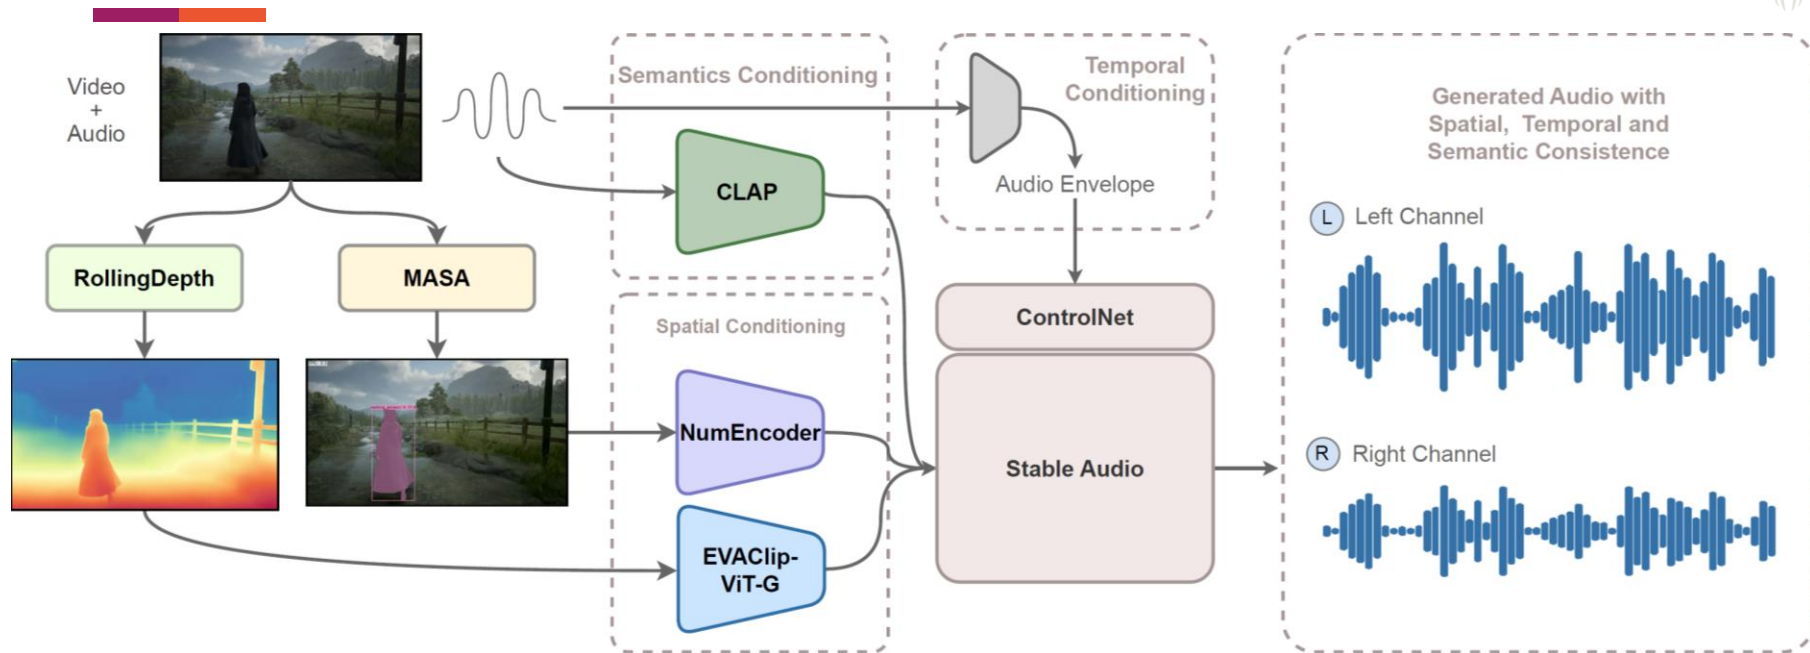 Video
+
Audio
Semantics Conditioning
CLAP
Temporal
Conditioning
Audio Envelope
RollingDepth
MASA
Spatial Conditioning
NumEncoder
EVAClip-
ViT-G
ControlNet
Stable Audio
Generated Audio with
Spatial, Temporal and
Semantic Consistence
L Left Channel
R Right Channel